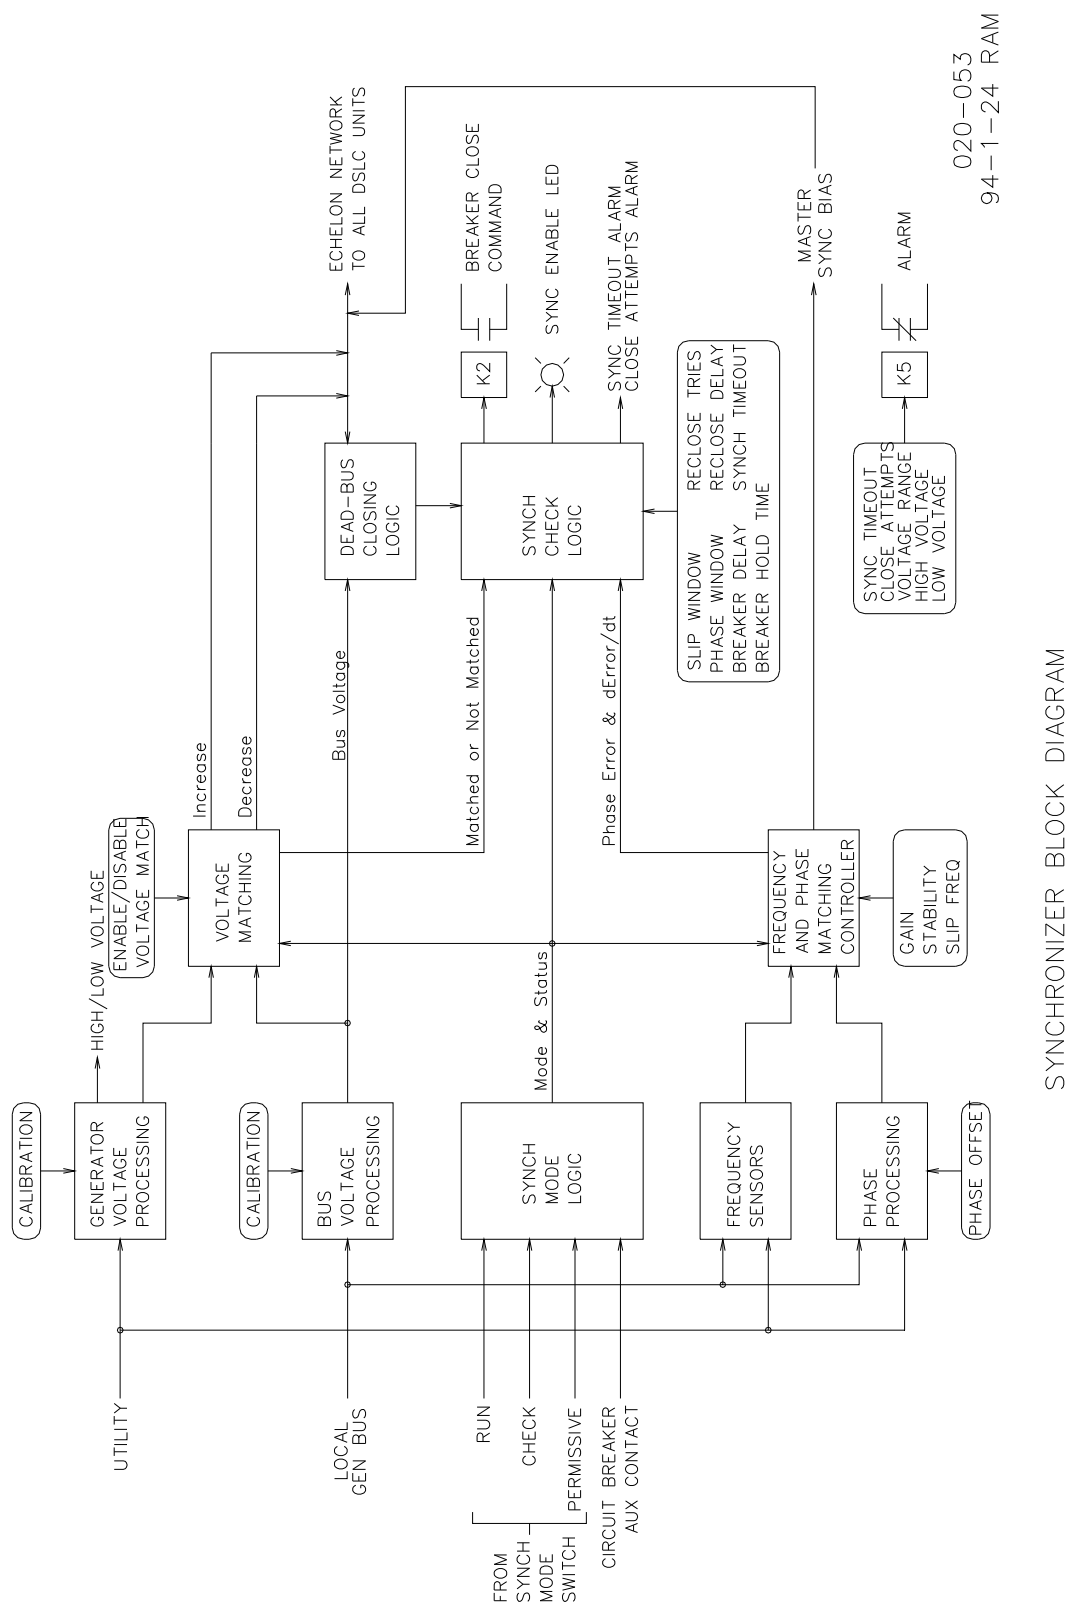 CALIBRATION
GENERATOR
VOLTAGE
PROCESSING
HIGH/LOW VOLTAGE
ENABLE/DISABLE
VOLTAGE MATCH
UTILITY
VOLTAGE
MATCHING
Increase
Decrease
CALIBRATION
BUS
VOLTAGE
PROCESSING
LOCAL
GEN BUS
Bus Voltage
DEAD-BUS
CLOSING
LOGIC
ECHELON NETWORK
TO ALL DSLC UNITS
FROM
SYNCH
MODE
SWITCH
RUN
CHECK
PERMISSIVE
CIRCUIT BREAKER
AUX CONTACT
SYNCH
MODE
LOGIC
Mode & Status
Matched or Not Matched
Phase Error & dError/dt
SYNCH
CHECK
LOGIC
K2
BREAKER CLOSE
COMMAND
SYNC ENABLE LED
SYNC TIMEOUT ALARM
CLOSE ATTEMPTS ALARM
SLIP WINDOW RECLOSE TRIES
PHASE WINDOW RECLOSE DELAY
BREAKER DELAY SYNCH TIMEOUT
BREAKER HOLD TIME
FREQUENCY
SENSORS
PHASE
PROCESSING
PHASE OFFSET
FREQUENCY
AND PHASE
MATCHING
CONTROLLER
GAIN
STABILITY
SLIP FREQ
MASTER
SYNC BIAS
SYNC TIMEOUT
CLOSE ATTEMPTS
VOLTAGE RANGE
HIGH VOLTAGE
LOW VOLTAGE
K5
ALARM
020-053
94-1-24 RAM
SYNCHRONIZER BLOCK DIAGRAM